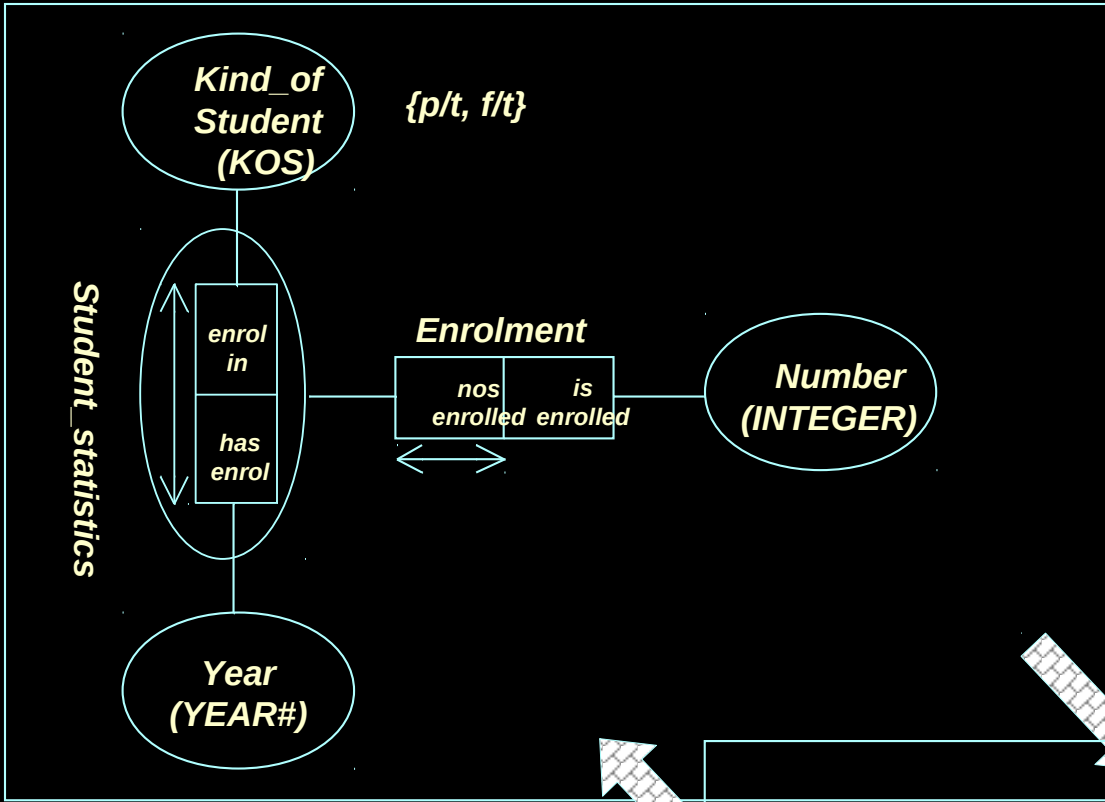 Kind_of
Student
(KOS)
{p/t, f/t}
Student_statistics
enrol
in
has
enrol
Enrolment
nos
enrolled
is
enrolled
Number
(INTEGER)
Year
(YEAR#)